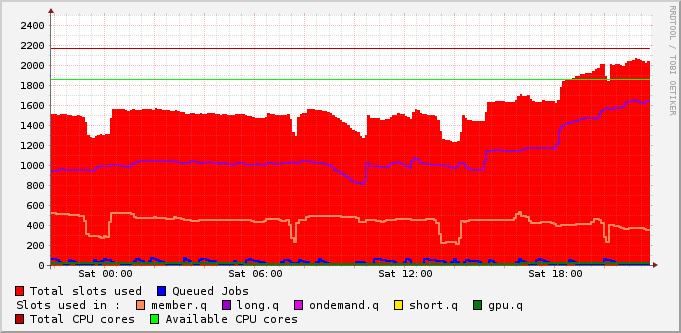 RRDTOOL / TOBI OETIKER
2400
2200
2000
1800
1600
1400
1200
1000
800
600
400
200
0
Sat 00:00 Sat 06:00 Sat 12:00 Sat 18:00
Total slots used Queued Jobs
Slots used in : member.q long.q ondemand.q short.q gpu.q
Total CPU cores Available CPU cores